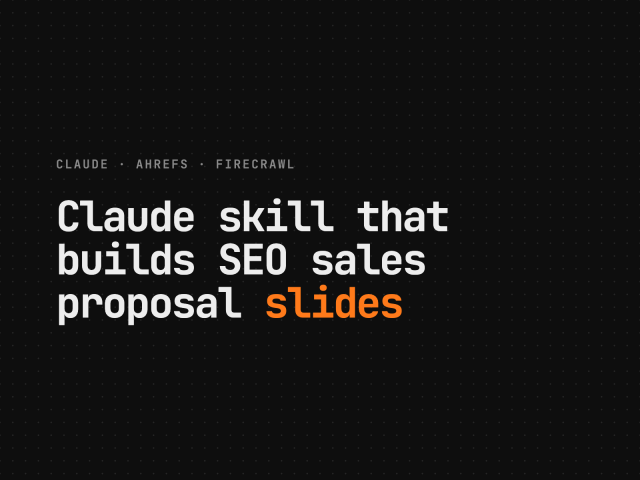 CLAUDE · AHREFS · FIRECRAWL
Claude skill that
builds SEO sales
proposal slides